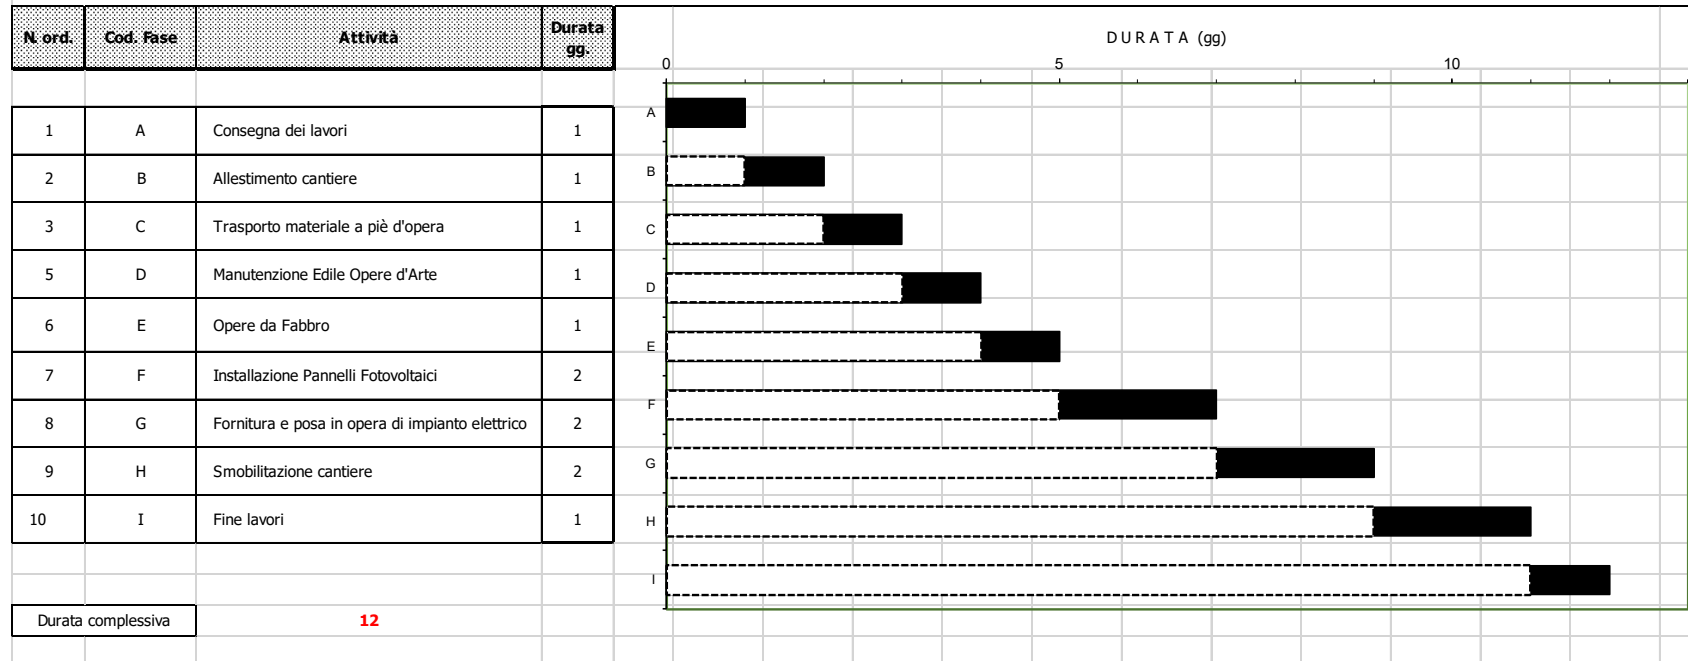 N. ord. Cod. Fase Attività Durata gg.
D U R A T A (gg)
0 5 10
1 A Consegna dei lavori 1
2 B Allestimento cantiere 1
3 C Trasporto materiale a piè d'opera 1
5 D Manutenzione Edile Opere d'Arte 1
6 E Opere da Fabbro 1
7 F Installazione Pannelli Fotovoltaici 2
8 G Fornitura e posa in opera di impianto elettrico 2
9 H Smobilitazione cantiere 2
10 I Fine lavori 1
Durata complessiva 12
A
B
C
D
E
F
G
H
I